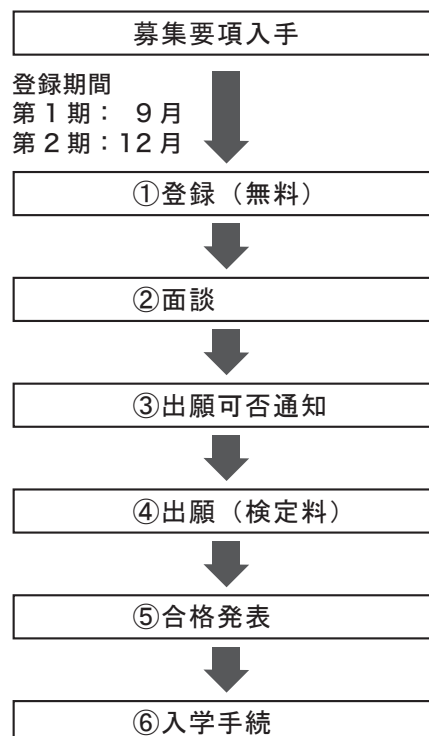 募集要項入手
登録期間
第1期： 9月
第2期：12月
①登録（無料）
②面談
③出願可否通知
④出願（検定料）
⑤合格発表
⑥入学手続